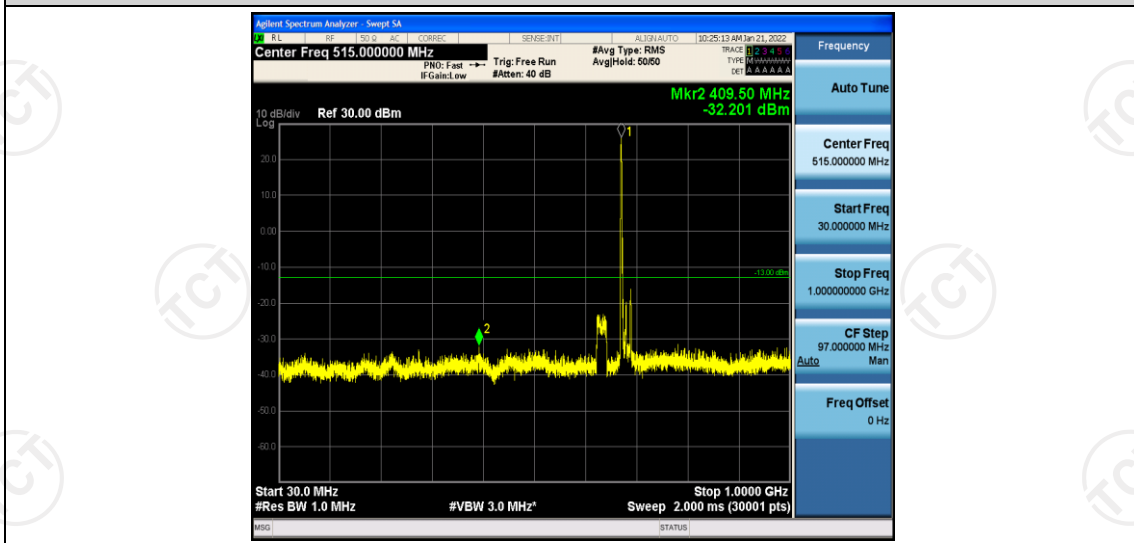 Agilent Spectrum Analyzer - Swept SA
RL RF 50 Ω AC CORREC SENSE:INT ALIGNAUTO 10:25:13 AM Jan 21, 2022
Center Freq 515.000000 MHz
PNO: Fast
IFGain:Low
Trig: Free Run
#Atten: 40 dB
#Avg Type: RMS
Avg|Hold: 50/50
TRACE 1 2 3 4 5 6
TYPE M
DET A A A A A A
Mkr2 409.50 MHz
-32.201 dBm
10 dB/div Ref 30.00 dBm
Log
1
20.0
10.0
0.00
-10.0
-13.00 dBm
-20.0
2
-30.0
-40.0
-50.0
-60.0
Start 30.0 MHz Stop 1.0000 GHz
#Res BW 1.0 MHz #VBW 3.0 MHz* Sweep 2.000 ms (30001 pts)
MSG STATUS
Frequency
Auto Tune
Center Freq
515.000000 MHz
Start Freq
30.000000 MHz
Stop Freq
1.000000000 GHz
CF Step
97.000000 MHz
Auto Man
Freq Offset
0 Hz
TCT
TCT
TCT
TCT
TCT
TCT